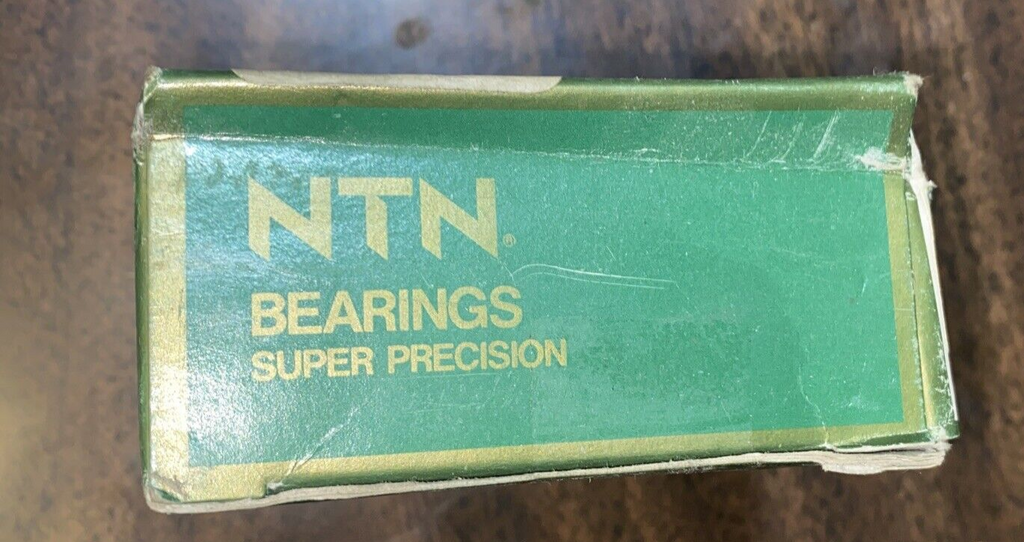 NTN®
BEARINGS
SUPER PRECISION